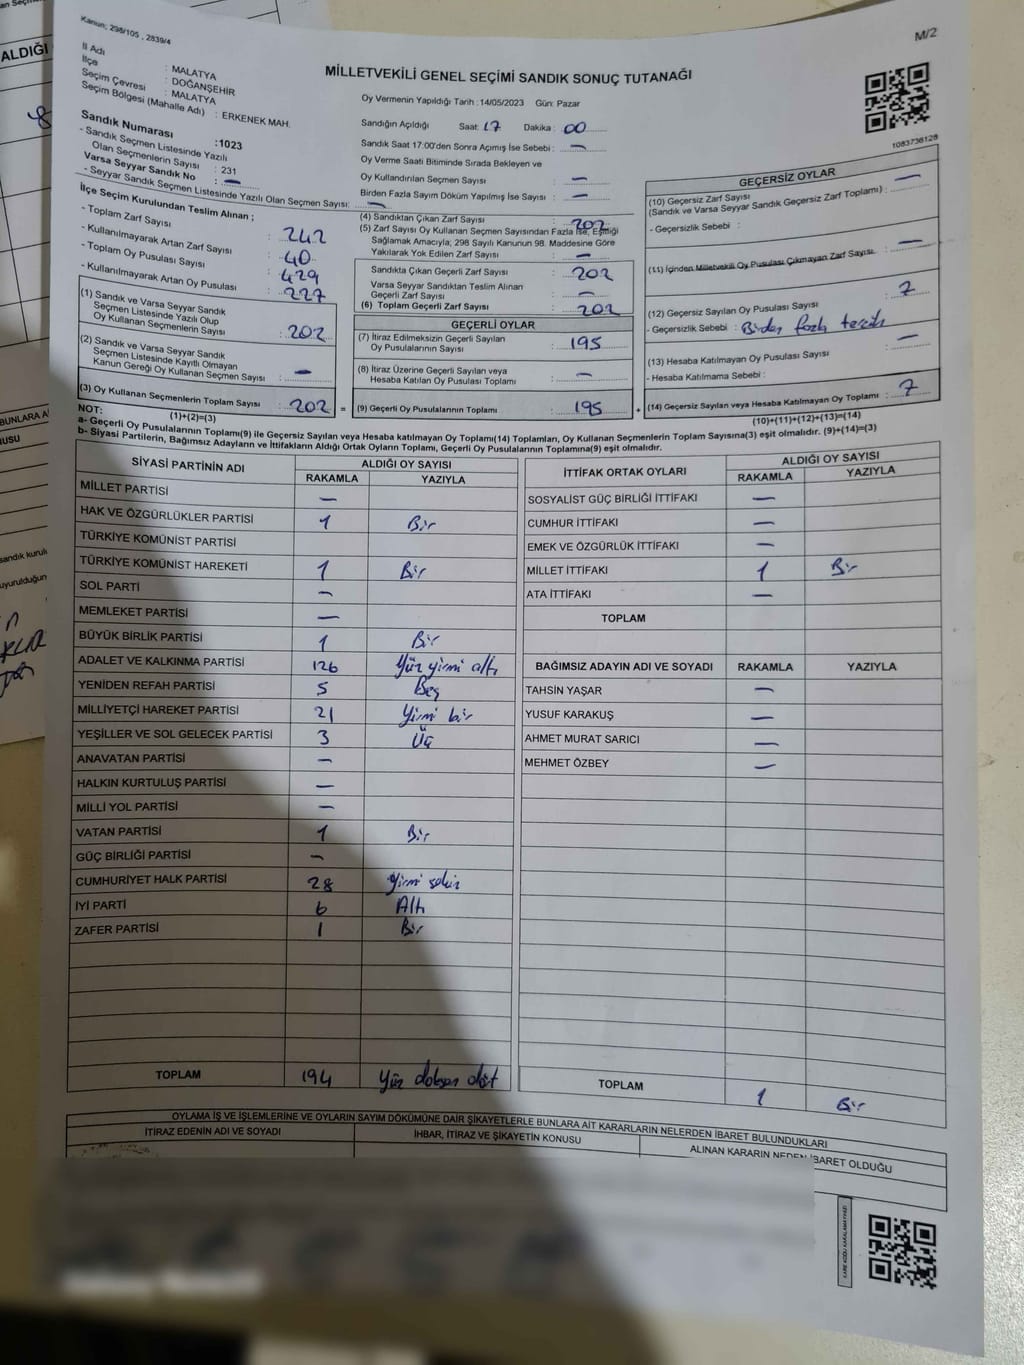 Kanun; 298/105 , 2839/4
M/2
İl Adı : MALATYA
İlçe : DOĞANŞEHİR
Seçim Çevresi : MALATYA
Seçim Bölgesi (Mahalle Adı) : ERKENEK MAH.
MİLLETVEKİLİ GENEL SEÇİMİ SANDIK SONUÇ TUTANAĞI
Oy Vermenin Yapıldığı Tarih : 14/05/2023 Gün: Pazar
Sandığın Açıldığı Saat: 17 Dakika : 00
Sandık Saat 17:00'den Sonra Açımış İse Sebebi : —
Oy Verme Saati Bitiminde Sırada Bekleyen ve
Oy Kullandırılan Seçmen Sayısı : —
Birden Fazla Sayım Döküm Yapılmış İse Sayısı : —
1083736128
Sandık Numarası :1023
- Sandık Seçmen Listesinde Yazılı
Olan Seçmenlerin Sayısı : 231
Varsa Seyyar Sandık No : —
- Seyyar Sandık Seçmen Listesinde Yazılı Olan Seçmen Sayısı: —
İlçe Seçim Kurulundan Teslim Alınan ;
- Toplam Zarf Sayısı : 242
- Kullanılmayarak Artan Zarf Sayısı : 40
- Toplam Oy Pusulası Sayısı : 429
- Kullanılmayarak Artan Oy Pusulası : 227
(1) Sandık ve Varsa Seyyar Sandık
Seçmen Listesinde Yazılı Olup
Oy Kullanan Seçmenlerin Sayısı : 202
(2) Sandık ve Varsa Seyyar Sandık
Seçmen Listesinde Kayıtlı Olmayan
Kanun Gereği Oy Kullanan Seçmen Sayısı : —
(3) Oy Kullanan Seçmenlerin Toplam Sayısı : 202 =
(1)+(2)=(3)
(4) Sandıktan Çıkan Zarf Sayısı : 202
(5) Zarf Sayısı Oy Kullanan Seçmen Sayısından Fazla İse, Eşitliği
Sağlamak Amacıyla; 298 Sayılı Kanunun 98. Maddesine Göre
Yakılarak Yok Edilen Zarf Sayısı : —
Sandıkta Çıkan Geçerli Zarf Sayısı : 202
Varsa Seyyar Sandıktan Teslim Alınan
Geçerli Zarf Sayısı : —
(6) Toplam Geçerli Zarf Sayısı : 202
GEÇERLİ OYLAR
(7) İtiraz Edilmeksizin Geçerli Sayılan
Oy Pusulalarının Sayısı : 195
(8) İtiraz Üzerine Geçerli Sayılan veya
Hesaba Katılan Oy Pusulası Toplamı : —
(9) Geçerli Oy Pusulalarının Toplamı : 195 +
GEÇERSİZ OYLAR
(10) Geçersiz Zarf Sayısı
(Sandık ve Varsa Seyyar Sandık Geçersiz Zarf Toplamı) : —
- Geçersizlik Sebebi :
(11) İçinden Milletvekili Oy Pusulası Çıkmayan Zarf Sayısı: —
(12) Geçersiz Sayılan Oy Pusulası Sayısı : 7
- Geçersizlik Sebebi : Birden fazla tercih
(13) Hesaba Katılmayan Oy Pusulası Sayısı : —
- Hesaba Katılmama Sebebi :
(14) Geçersiz Sayılan veya Hesaba Katılmayan Oy Toplamı : 7
(10)+(11)+(12)+(13)=(14)
NOT:
a- Geçerli Oy Pusulalarının Toplamı(9) ile Geçersiz Sayılan veya Hesaba katılmayan Oy Toplamı(14) Toplamları, Oy Kullanan Seçmenlerin Toplam Sayısına(3) eşit olmalıdır. (9)+(14)=(3)
b- Siyasi Partilerin, Bağımsız Adayların ve İttifakların Aldığı Ortak Oyların Toplamı, Geçerli Oy Pusulalarının Toplamına(9) eşit olmalıdır.
SİYASİ PARTİNİN ADI ALDIĞI OY SAYISI
RAKAMLA YAZIYLA
MİLLET PARTİSİ —
HAK VE ÖZGÜRLÜKLER PARTİSİ 1 Bir
TÜRKİYE KOMÜNİST PARTİSİ
TÜRKİYE KOMÜNİST HAREKETİ 1 Bir
SOL PARTİ —
MEMLEKET PARTİSİ —
BÜYÜK BİRLİK PARTİSİ 1 Bir
ADALET VE KALKINMA PARTİSİ 126 Yüz yirmi altı
YENİDEN REFAH PARTİSİ 5 Beş
MİLLİYETÇİ HAREKET PARTİSİ 21 Yirmi bir
YEŞİLLER VE SOL GELECEK PARTİSİ 3 Üç
ANAVATAN PARTİSİ —
HALKIN KURTULUŞ PARTİSİ —
MİLLİ YOL PARTİSİ —
VATAN PARTİSİ 1 Bir
GÜÇ BİRLİĞİ PARTİSİ —
CUMHURİYET HALK PARTİSİ 28 Yirmi sekiz
İYİ PARTİ 6 Altı
ZAFER PARTİSİ 1 Bir
TOPLAM 194 Yüz doksan dört
İTTİFAK ORTAK OYLARI ALDIĞI OY SAYISI
RAKAMLA YAZIYLA
SOSYALİST GÜÇ BİRLİĞİ İTTİFAKI —
CUMHUR İTTİFAKI —
EMEK VE ÖZGÜRLÜK İTTİFAKI —
MİLLET İTTİFAKI 1 Bir
ATA İTTİFAKI —
TOPLAM
BAĞIMSIZ ADAYIN ADI VE SOYADI RAKAMLA YAZIYLA
TAHSİN YAŞAR —
YUSUF KARAKUŞ —
AHMET MURAT SARICI —
MEHMET ÖZBEY —
TOPLAM 1 Bir
OYLAMA İŞ VE İŞLEMLERİNE VE OYLARIN SAYIM DÖKÜMÜNE DAİR ŞİKAYETLERLE BUNLARA AİT KARARLARIN NELERDEN İBARET BULUNDUKLARI
İTİRAZ EDENİN ADI VE SOYADI İHBAR, İTİRAZ VE ŞİKAYETİN KONUSU ALINAN KARARIN NEDEN İBARET OLDUĞU
KARE KODU KARALAMAYINIZ!
ALDIĞI
BUNLARA A
sandık kurulu
uyurulduğun